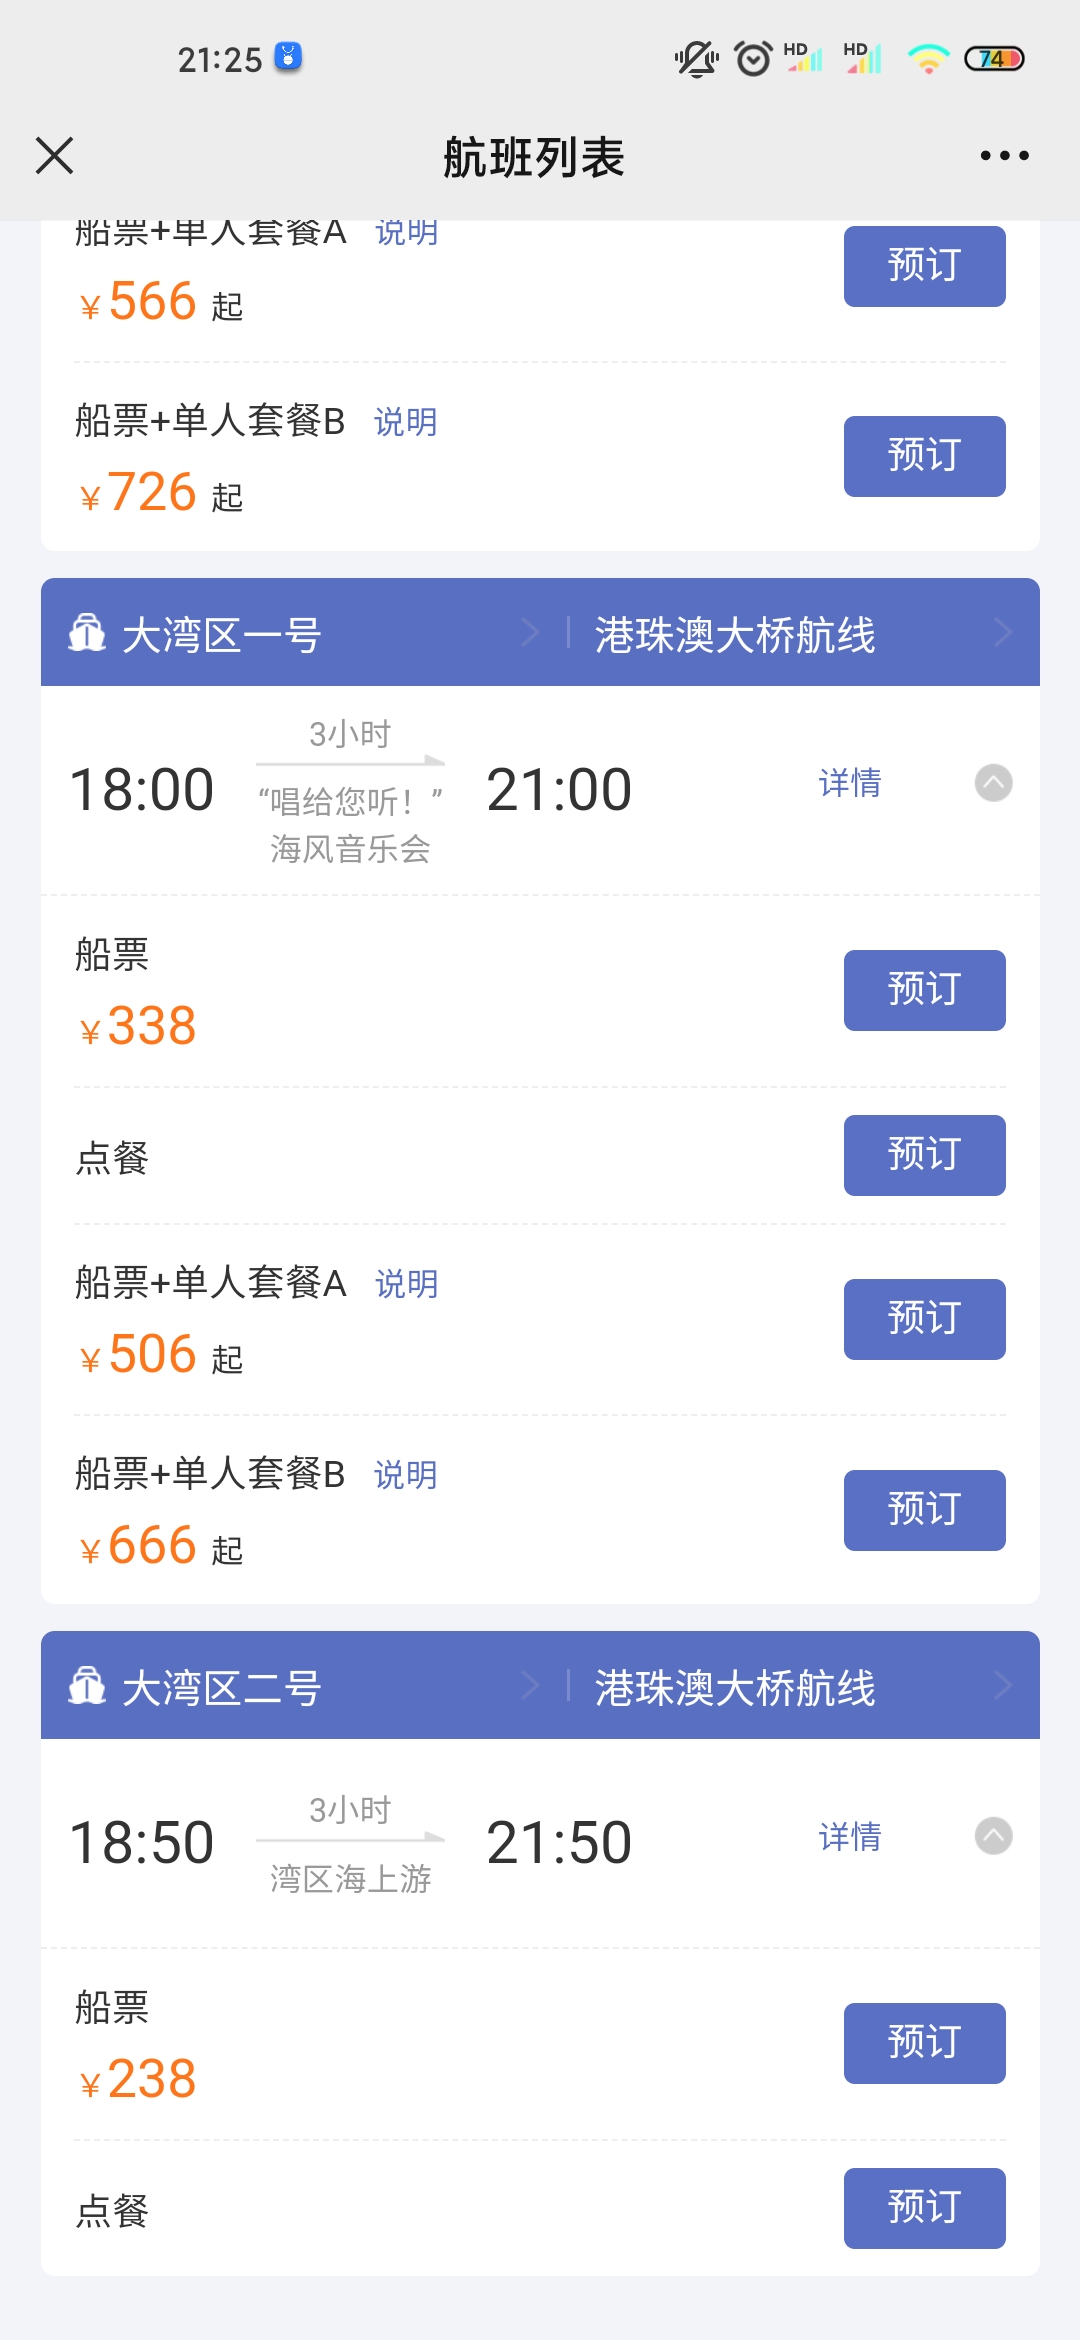 21:25
HD HD 74
航班列表
船票+单人套餐A 说明
预订
￥566 起
船票+单人套餐B 说明
预订
￥726 起
大湾区一号 港珠澳大桥航线
3小时
18:00 21:00 详情
“唱给您听！”
海风音乐会
船票
预订
￥338
点餐 预订
船票+单人套餐A 说明
预订
￥506 起
船票+单人套餐B 说明
预订
￥666 起
大湾区二号 港珠澳大桥航线
3小时
18:50 21:50 详情
湾区海上游
船票
预订
￥238
点餐 预订